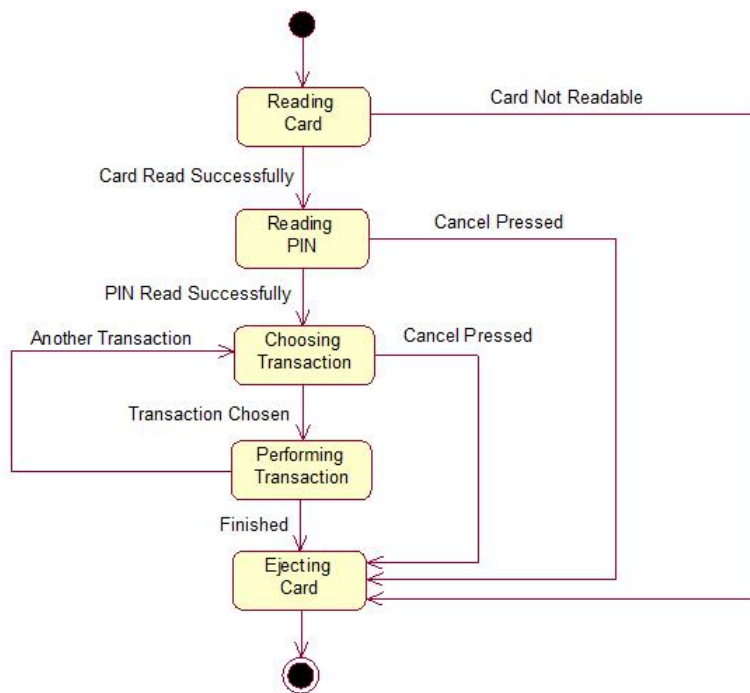 Reading
Card
Card Not Readable
Card Read Successfully
Reading
PIN
Cancel Pressed
PIN Read Successfully
Another Transaction
Choosing
Transaction
Cancel Pressed
Transaction Chosen
Performing
Transaction
Finished
Ejecting
Card